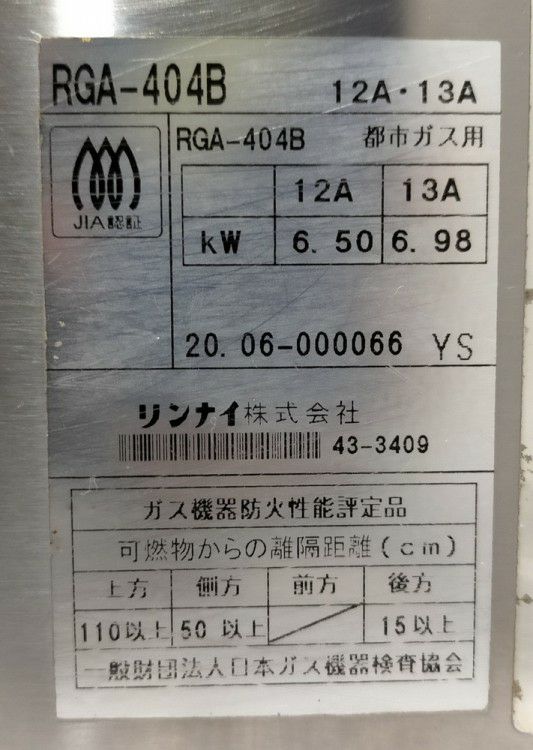 RGA-404B 12A・13A
RGA-404B 都市ガス用
JIA認証
12A 13A
kW 6.50 6.98
20.06-000066 YS
リンナイ株式会社
43-3409
ガス機器防火性能評定品
可燃物からの離隔距離(cm)
上方 側方 前方 後方
110以上 50以上 15以上
一般財団法人日本ガス機器検査協会